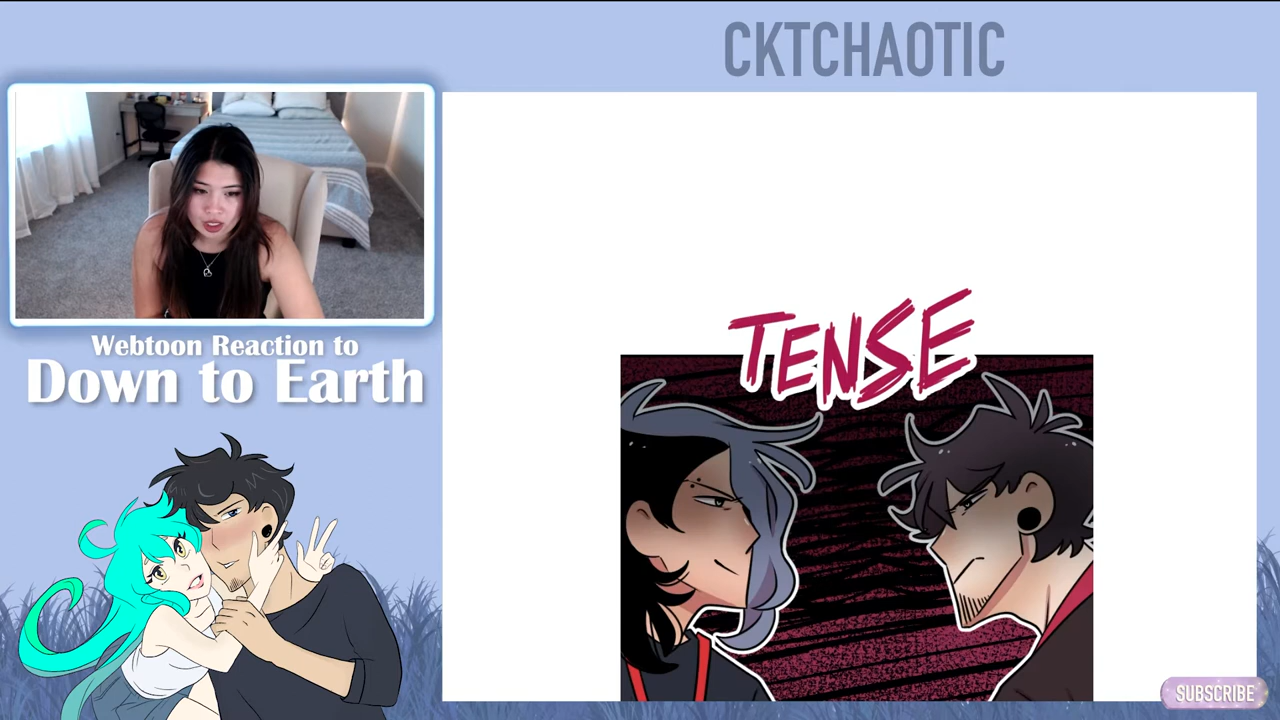 CKTCHAOTIC
Webtoon Reaction to
Down to Earth
TENSE
SUBSCRIBE